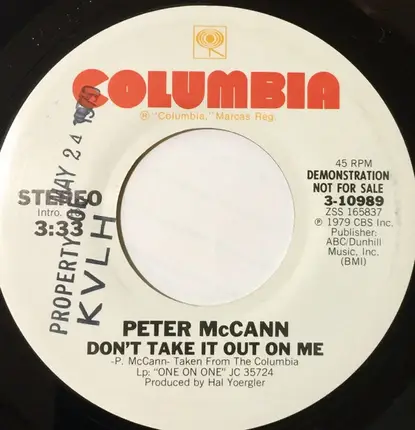 COLUMBIA
® "Columbia," Marcas Reg.
STEREO
Intro.
3:33
PROPERTY OF
MAY 24 1979
KVLH
45 RPM
DEMONSTRATION
NOT FOR SALE
3-10989
ZSS 165837
℗ 1979 CBS Inc.
Publisher:
ABC/Dunhill
Music, Inc.
(BMI)
PETER McCANN
DON'T TAKE IT OUT ON ME
-P. McCann- Taken From The Columbia
Lp: "ONE ON ONE" JC 35724
Produced by Hal Yoergler